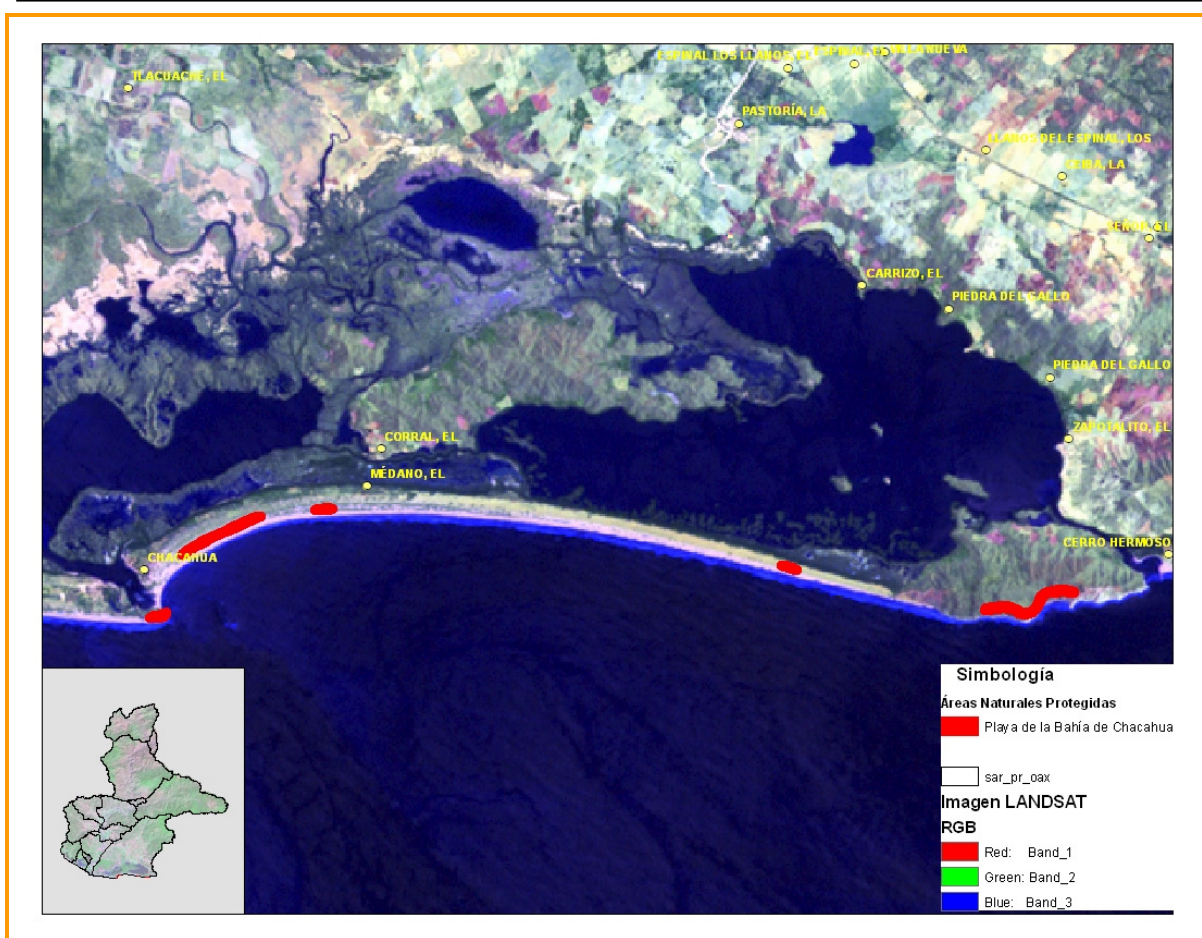 ESPINAL LOS LLANOS, EL
ESPINAL, EL
TLACUACHE, EL
PASTORÍA, LA
LLANOS DEL ESPINAL, LOS
CEIBA, LA
CARRIZO, EL
PIEDRA DEL GALLO
PIEDRA DEL GALLO
ZAPOTALITO, EL
CORRAL, EL
MÉDANO, EL
CERRO HERMOSO
CHACAHUA
Simbología
Áreas Naturales Protegidas
Playa de la Bahía de Chacahua
sar_pr_oax
Imagen LANDSAT
RGB
Red: Band_1
Green: Band_2
Blue: Band_3